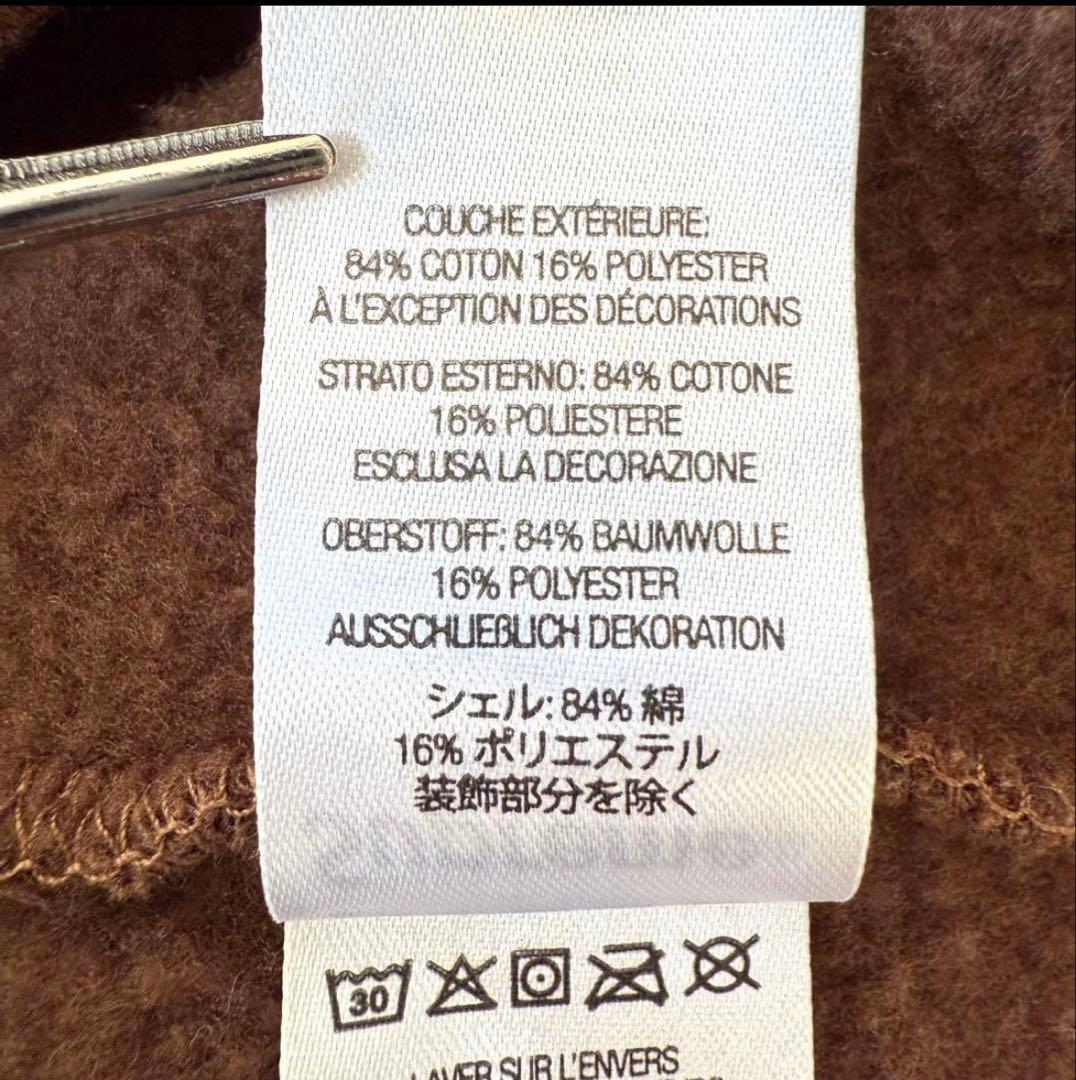 COUCHE EXTÉRIEURE:
84% COTON 16% POLYESTER
À L'EXCEPTION DES DÉCORATIONS
STRATO ESTERNO: 84% COTONE
16% POLIESTERE
ESCLUSA LA DECORAZIONE
OBERSTOFF: 84% BAUMWOLLE
16% POLYESTER
AUSSCHLIEßLICH DEKORATION
シェル: 84% 綿
16% ポリエステル
装飾部分を除く
30
LAVER SUR L'ENVERS